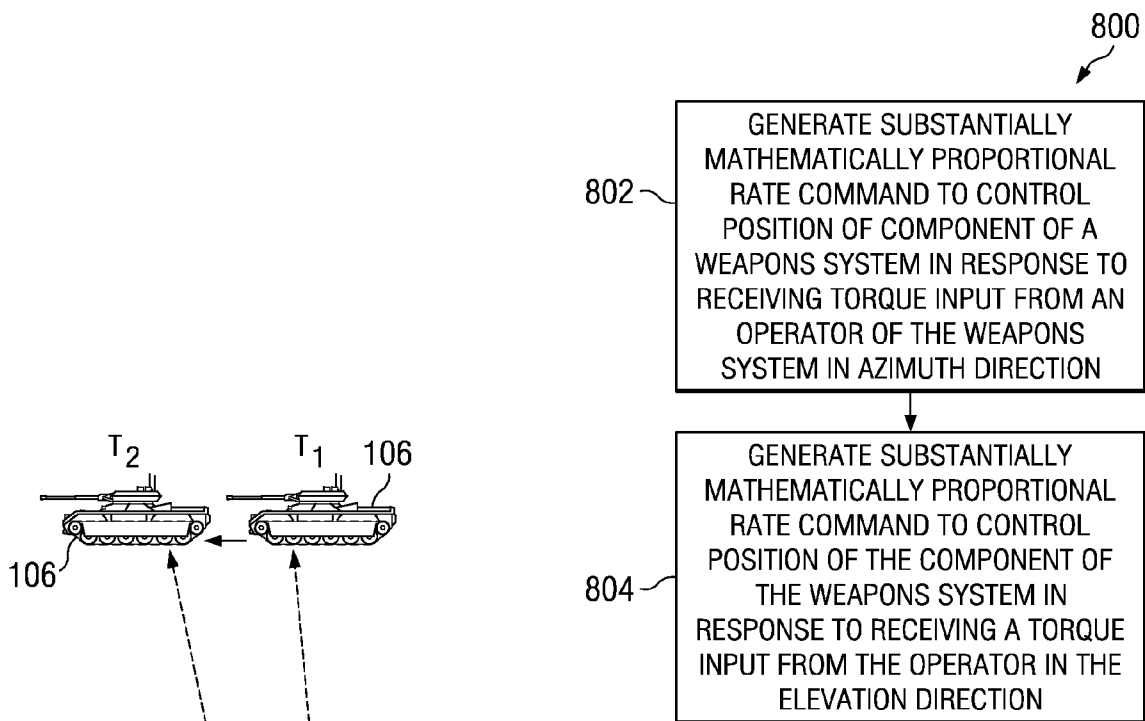 800
802
GENERATE SUBSTANTIALLY
MATHEMATICALLY PROPORTIONAL
RATE COMMAND TO CONTROL
POSITION OF COMPONENT OF A
WEAPONS SYSTEM IN RESPONSE TO
RECEIVING TORQUE INPUT FROM AN
OPERATOR OF THE WEAPONS
SYSTEM IN AZIMUTH DIRECTION
T2
T1
106
106
804
GENERATE SUBSTANTIALLY
MATHEMATICALLY PROPORTIONAL
RATE COMMAND TO CONTROL
POSITION OF THE COMPONENT OF
THE WEAPONS SYSTEM IN
RESPONSE TO RECEIVING A TORQUE
INPUT FROM THE OPERATOR IN THE
ELEVATION DIRECTION